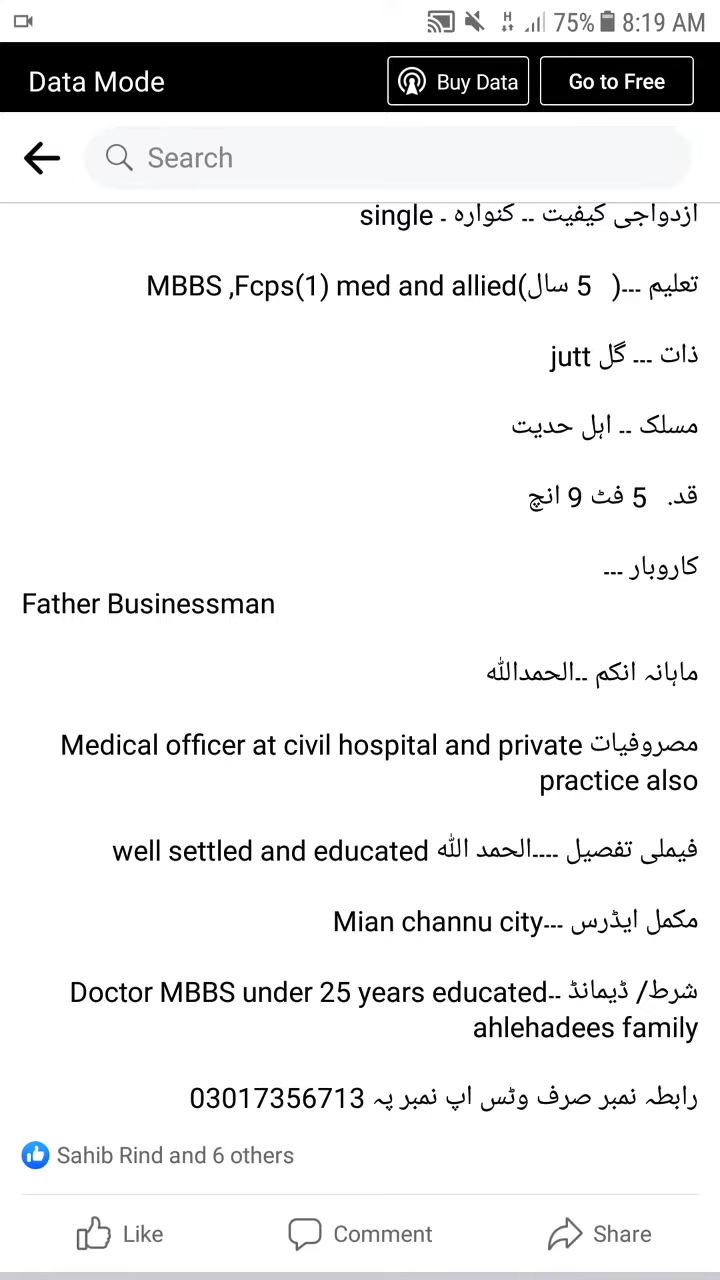 75% 8:19 AM
Data Mode Buy Data Go to Free
Search
ازدواجی کیفیت -- کنوارہ - single
تعلیم ---(   5 سال)MBBS ,Fcps(1) med and allied
ذات --- گل jutt
مسلک -- اہل حدیت
قد.   5 فٹ 9 انچ
کاروبار ---
Father Businessman
ماہانہ انکم --الحمداللہ
مصروفیات Medical officer at civil hospital and private
practice also
فیملی تفصیل ----الحمد اللہ well settled and educated
مکمل ایڈرس ---Mian channu city
شرط/ ڈیمانڈ --Doctor MBBS under 25 years educated
ahlehadees family
رابطہ نمبر صرف وٹس اپ نمبر پہ 03017356713
Sahib Rind and 6 others
Like Comment Share